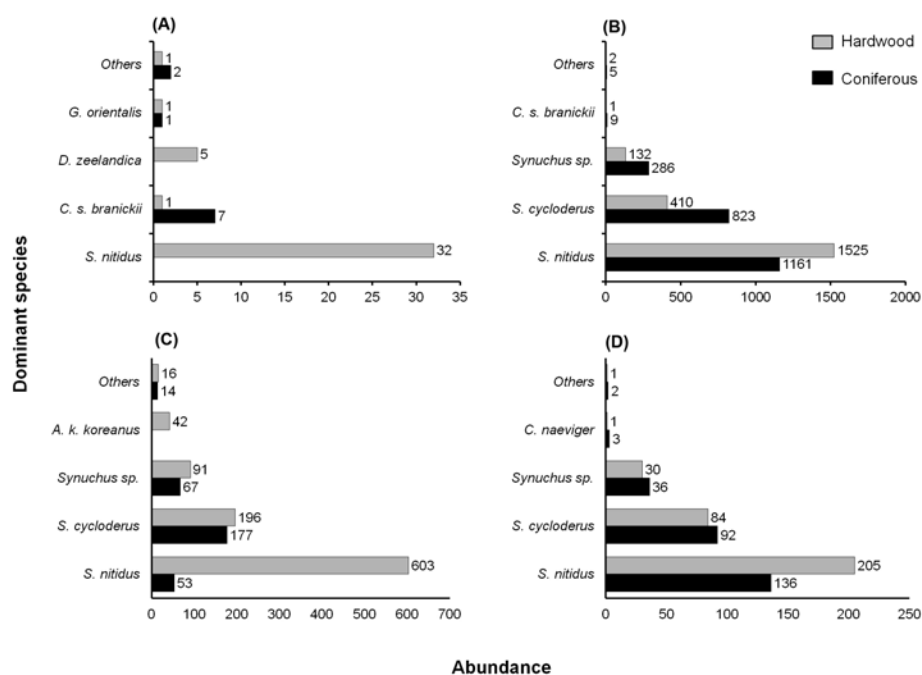 (A)
Others
1
2
G. orientalis
1
1
D. zeelandica
5
C. s. branickii
1
7
S. nitidus
32
0 5 10 15 20 25 30 35
(B)
Hardwood
Coniferous
Others
2
5
C. s. branickii
1
9
Synuchus sp.
132
286
S. cycloderus
410
823
S. nitidus
1525
1161
0 500 1000 1500 2000
Dominant species
(C)
Others
16
14
A. k. koreanus
42
Synuchus sp.
91
67
S. cycloderus
196
177
S. nitidus
603
53
0 100 200 300 400 500 600 700
(D)
Others
1
2
C. naeviger
1
3
Synuchus sp.
30
36
S. cycloderus
84
92
S. nitidus
205
136
0 50 100 150 200 250
Abundance